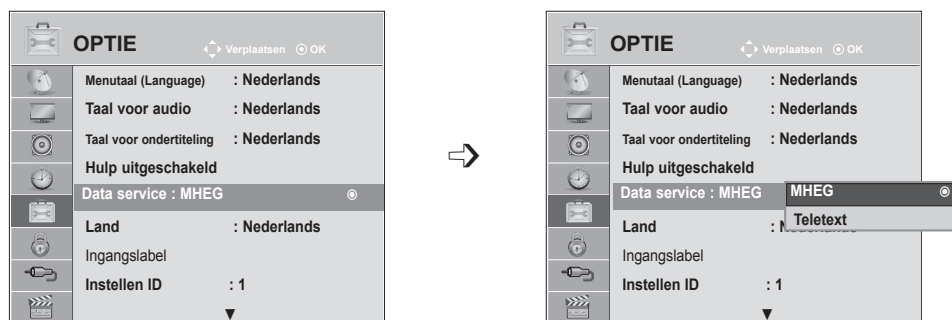 OPTIE
Verplaatsen OK
Menutaal (Language) : Nederlands
Taal voor audio : Nederlands
Taal voor ondertiteling : Nederlands
Hulp uitgeschakeld
Data service : MHEG
Land : Nederlands
Ingangslabel
Instellen ID : 1
OPTIE
Verplaatsen OK
Menutaal (Language) : Nederlands
Taal voor audio : Nederlands
Taal voor ondertiteling : Nederlands
Hulp uitgeschakeld
Data service : MHEG
MHEG
Teletext
Land
Ingangslabel
Instellen ID : 1